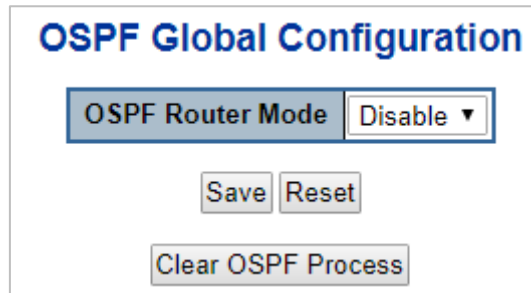 OSPF Global Configuration
OSPF Router Mode Disable
Save Reset
Clear OSPF Process